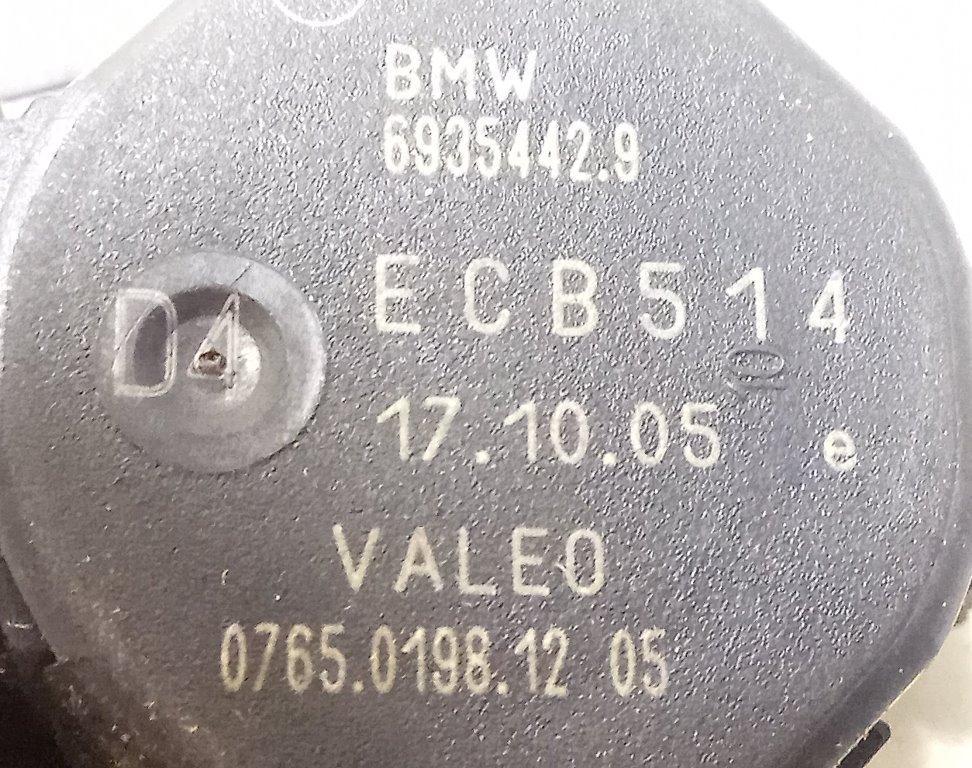 BMW
6935442.9
D4
ECB514
17.10.05 e
VALEO
0765.0198.12 05